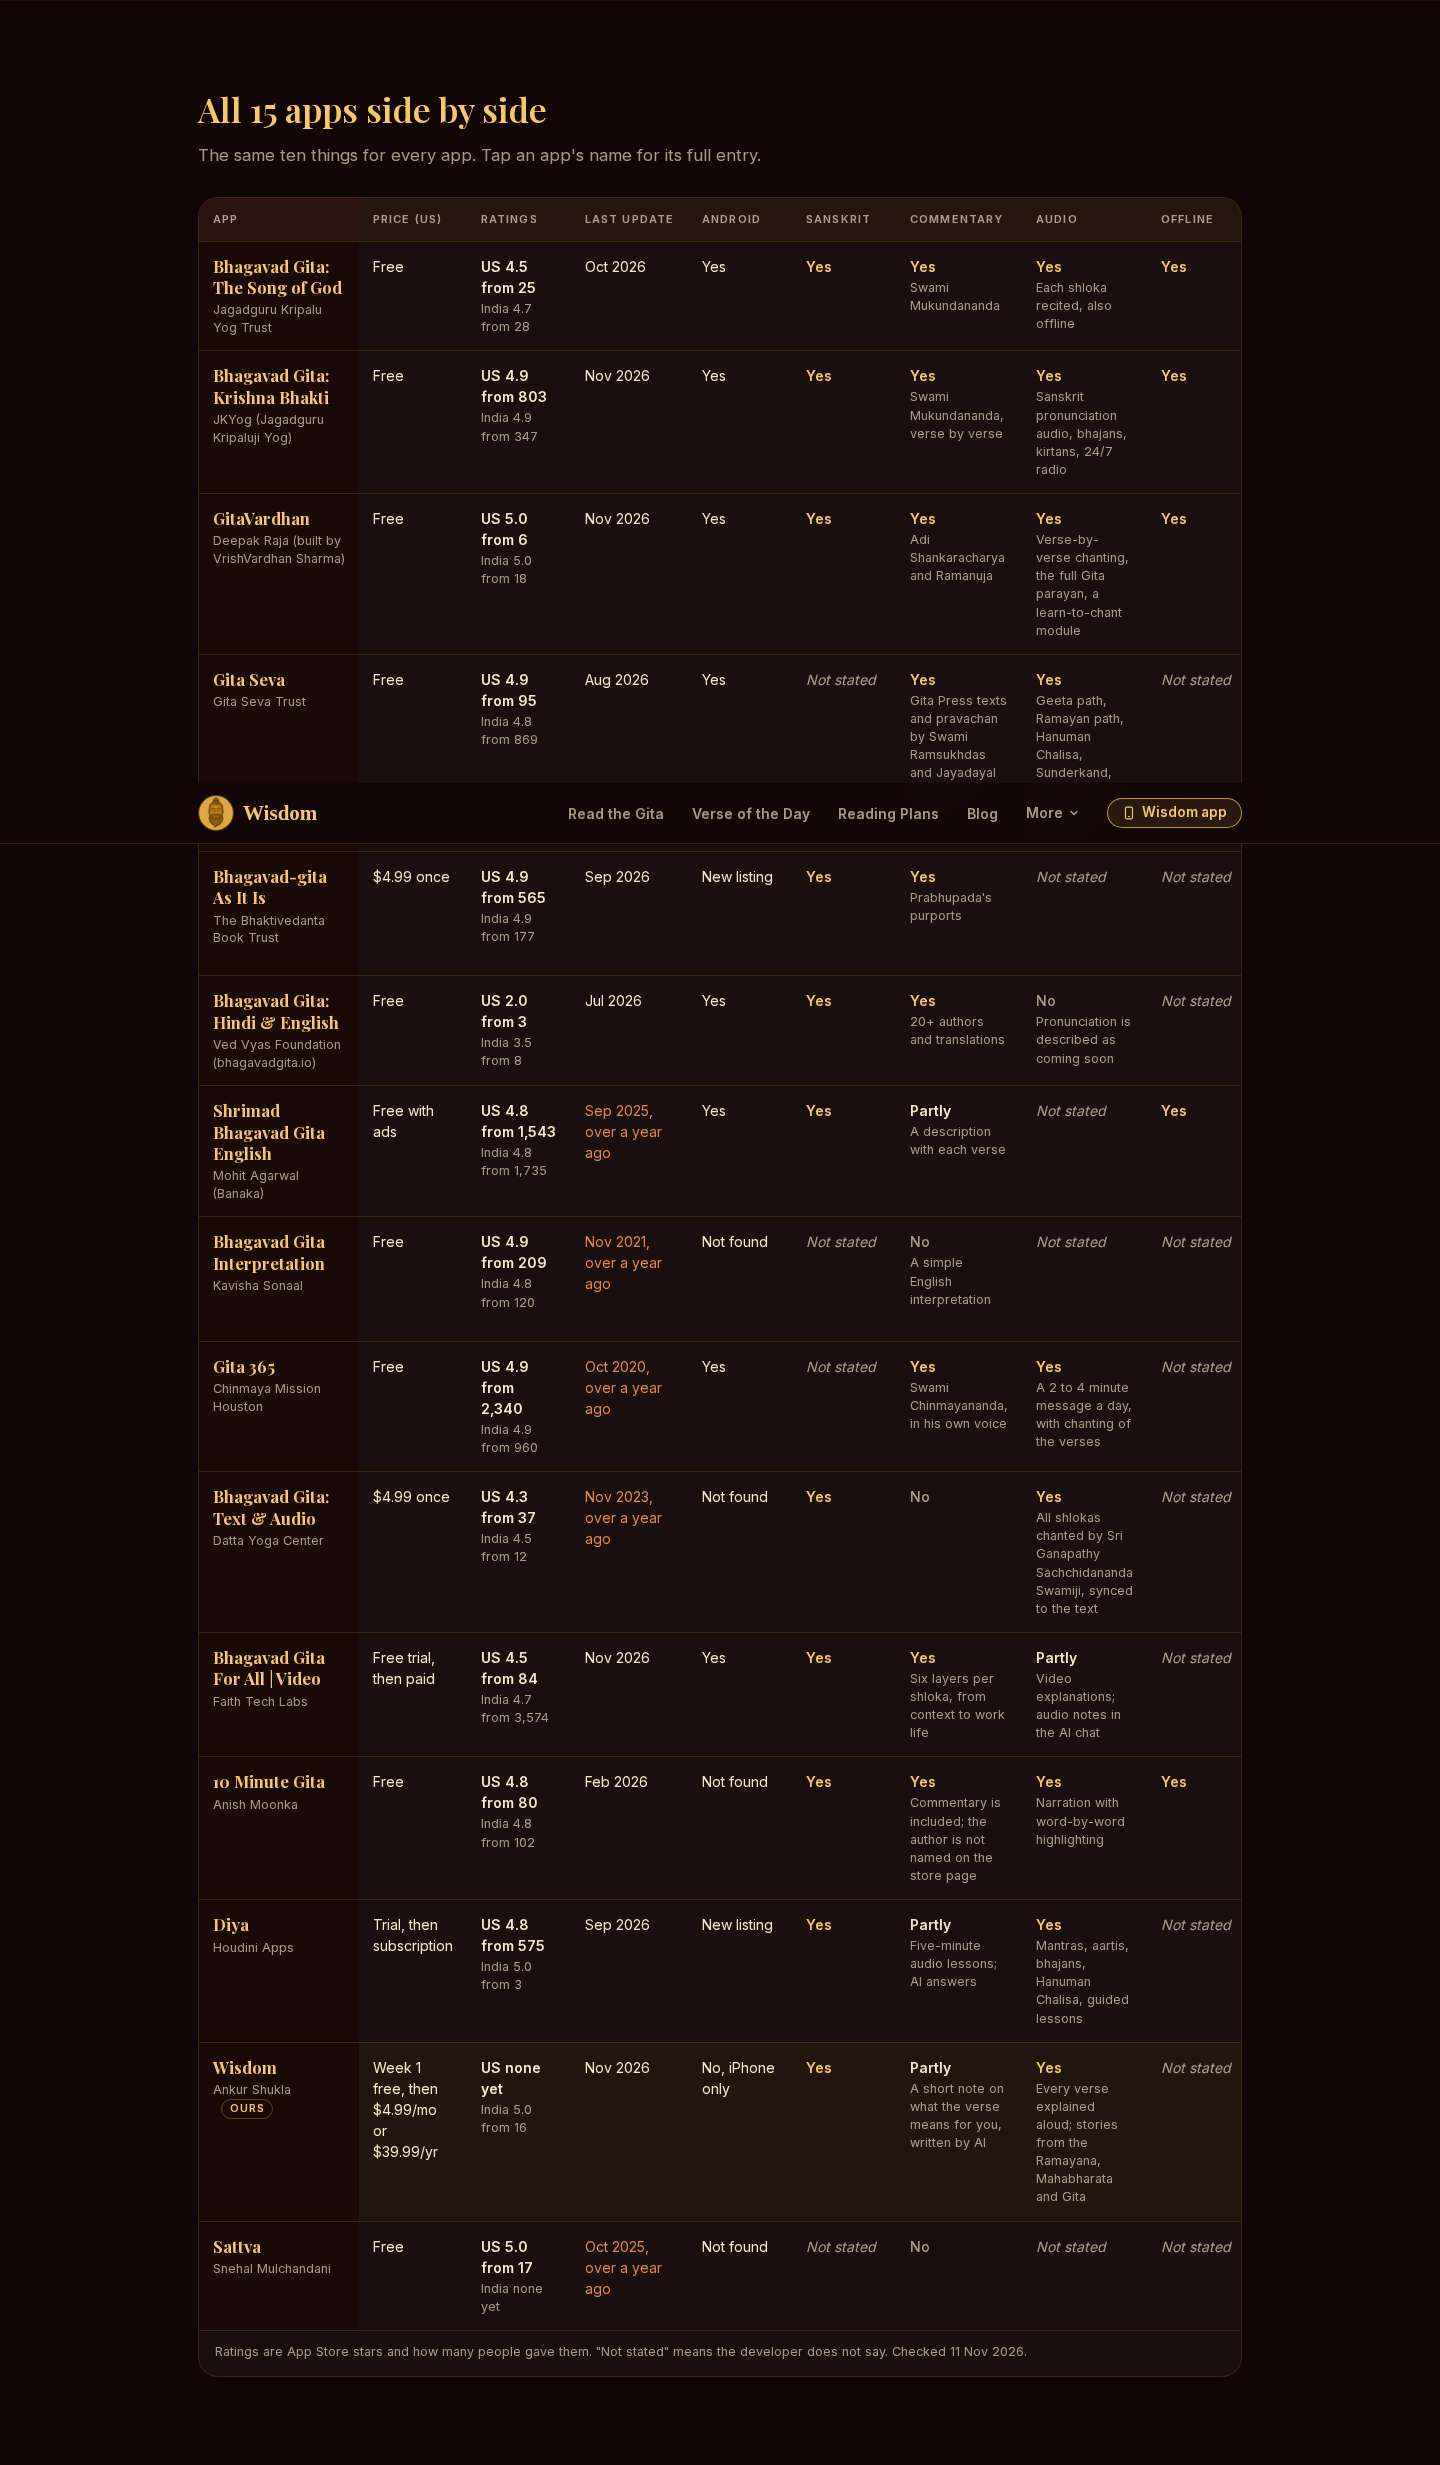 All 15 apps side by side
The same ten things for every app. Tap an app's name for its full entry.
APP PRICE (US) RATINGS LAST UPDATE ANDROID SANSKRIT COMMENTARY AUDIO OFFLINE
Bhagavad Gita:
The Song of God
Jagadguru Kripalu
Yog Trust
Free
US 4.5
from 25
India 4.7
from 28
Oct 2026
Yes
Yes
Yes
Swami
Mukundananda
Yes
Each shloka
recited, also
offline
Yes
Bhagavad Gita:
Krishna Bhakti
JKYog (Jagadguru
Kripaluji Yog)
Free
US 4.9
from 803
India 4.9
from 347
Nov 2026
Yes
Yes
Yes
Swami
Mukundananda,
verse by verse
Yes
Sanskrit
pronunciation
audio, bhajans,
kirtans, 24/7
radio
Yes
GitaVardhan
Deepak Raja (built by
VrishVardhan Sharma)
Free
US 5.0
from 6
India 5.0
from 18
Nov 2026
Yes
Yes
Yes
Adi
Shankaracharya
and Ramanuja
Yes
Verse-by-
verse chanting,
the full Gita
parayan, a
learn-to-chant
module
Yes
Gita Seva
Gita Seva Trust
Free
US 4.9
from 95
India 4.8
from 869
Aug 2026
Yes
Not stated
Yes
Gita Press texts
and pravachan
by Swami
Ramsukhdas
and Jayadayal
Yes
Geeta path,
Ramayan path,
Hanuman
Chalisa,
Sunderkand,
Not stated
Wisdom
Read the Gita
Verse of the Day
Reading Plans
Blog
More
Wisdom app
Bhagavad-gita
As It Is
The Bhaktivedanta
Book Trust
$4.99 once
US 4.9
from 565
India 4.9
from 177
Sep 2026
New listing
Yes
Yes
Prabhupada's
purports
Not stated
Not stated
Bhagavad Gita:
Hindi & English
Ved Vyas Foundation
(bhagavadgita.io)
Free
US 2.0
from 3
India 3.5
from 8
Jul 2026
Yes
Yes
Yes
20+ authors
and translations
No
Pronunciation is
described as
coming soon
Not stated
Shrimad
Bhagavad Gita
English
Mohit Agarwal
(Banaka)
Free with
ads
US 4.8
from 1,543
India 4.8
from 1,735
Sep 2025,
over a year
ago
Yes
Yes
Partly
A description
with each verse
Not stated
Yes
Bhagavad Gita
Interpretation
Kavisha Sonaal
Free
US 4.9
from 209
India 4.8
from 120
Nov 2021,
over a year
ago
Not found
Not stated
No
A simple
English
interpretation
Not stated
Not stated
Gita 365
Chinmaya Mission
Houston
Free
US 4.9
from
2,340
India 4.9
from 960
Oct 2020,
over a year
ago
Yes
Not stated
Yes
Swami
Chinmayananda,
in his own voice
Yes
A 2 to 4 minute
message a day,
with chanting of
the verses
Not stated
Bhagavad Gita:
Text & Audio
Datta Yoga Center
$4.99 once
US 4.3
from 37
India 4.5
from 12
Nov 2023,
over a year
ago
Not found
Yes
No
Yes
All shlokas
chanted by Sri
Ganapathy
Sachchidananda
Swamiji, synced
to the text
Not stated
Bhagavad Gita
For All | Video
Faith Tech Labs
Free trial,
then paid
US 4.5
from 84
India 4.7
from 3,574
Nov 2026
Yes
Yes
Yes
Six layers per
shloka, from
context to work
life
Partly
Video
explanations;
audio notes in
the AI chat
Not stated
10 Minute Gita
Anish Moonka
Free
US 4.8
from 80
India 4.8
from 102
Feb 2026
Not found
Yes
Yes
Commentary is
included; the
author is not
named on the
store page
Yes
Narration with
word-by-word
highlighting
Yes
Diya
Houdini Apps
Trial, then
subscription
US 4.8
from 575
India 5.0
from 3
Sep 2026
New listing
Yes
Partly
Five-minute
audio lessons;
AI answers
Yes
Mantras, aartis,
bhajans,
Hanuman
Chalisa, guided
lessons
Not stated
Wisdom
Ankur Shukla
OURS
Week 1
free, then
$4.99/mo
or
$39.99/yr
US none
yet
India 5.0
from 16
Nov 2026
No, iPhone
only
Yes
Partly
A short note on
what the verse
means for you,
written by AI
Yes
Every verse
explained
aloud; stories
from the
Ramayana,
Mahabharata
and Gita
Not stated
Sattva
Snehal Mulchandani
Free
US 5.0
from 17
India none
yet
Oct 2025,
over a year
ago
Not found
Not stated
No
Not stated
Not stated
Ratings are App Store stars and how many people gave them. "Not stated" means the developer does not say. Checked 11 Nov 2026.